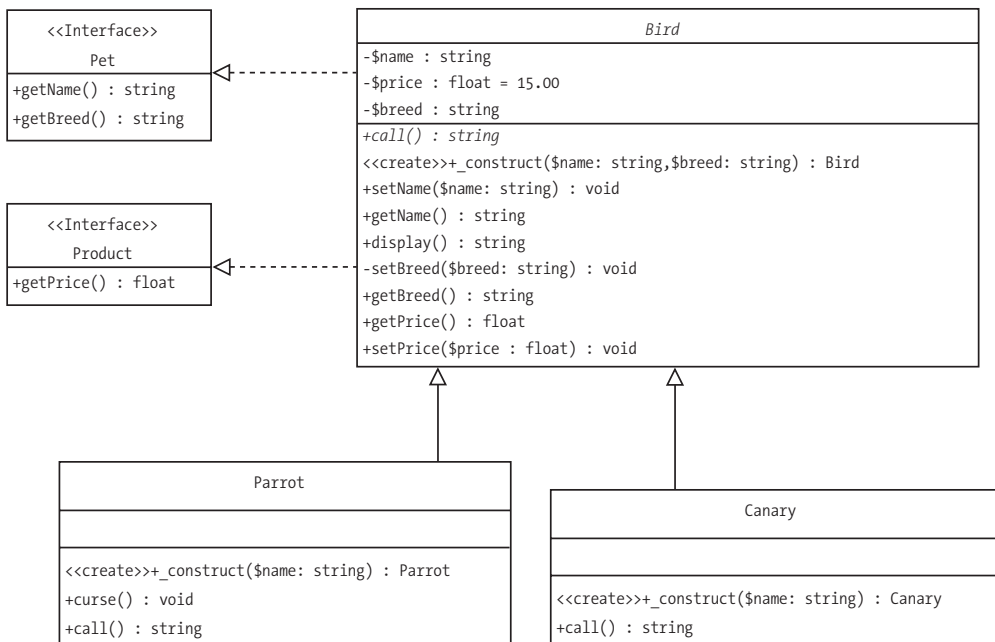 <<Interface>>
Pet
+getName() : string
+getBreed() : string
<<Interface>>
Product
+getPrice() : float
Bird
-$name : string
-$price : float = 15.00
-$breed : string
+call() : string
<<create>>+_construct($name: string,$breed: string) : Bird
+setName($name: string) : void
+getName() : string
+display() : string
-setBreed($breed: string) : void
+getBreed() : string
+getPrice() : float
+setPrice($price : float) : void
Parrot
<<create>>+_construct($name: string) : Parrot
+curse() : void
+call() : string
Canary
<<create>>+_construct($name: string) : Canary
+call() : string